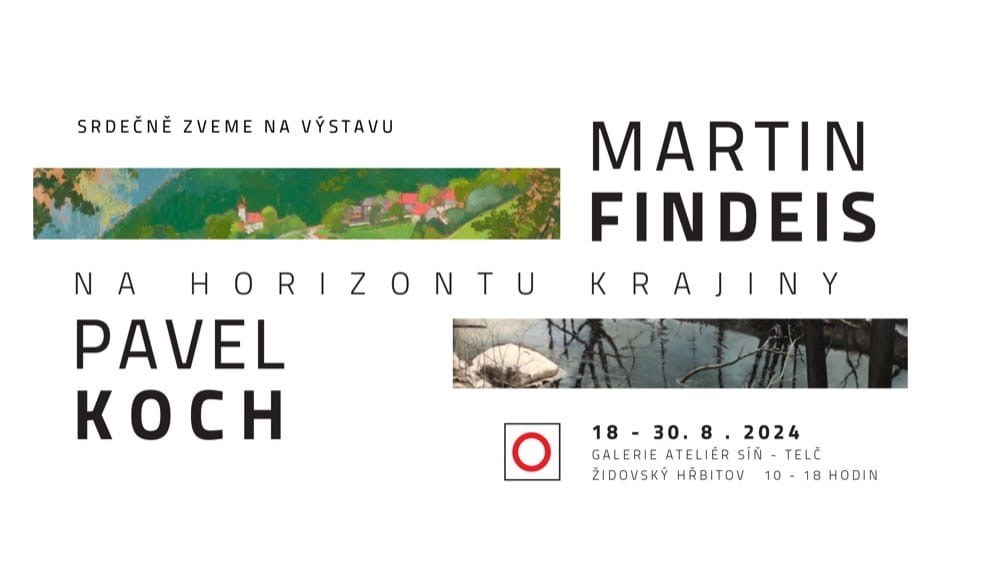 SRDEČNĚ ZVEME NA VÝSTAVU
MARTIN
FINDEIS
NA HORIZONTU KRAJINY
PAVEL
KOCH
18 - 30. 8 . 2024
GALERIE ATELIÉR SÍŇ - TELČ
ŽIDOVSKÝ HŘBITOV 10 - 18 HODIN